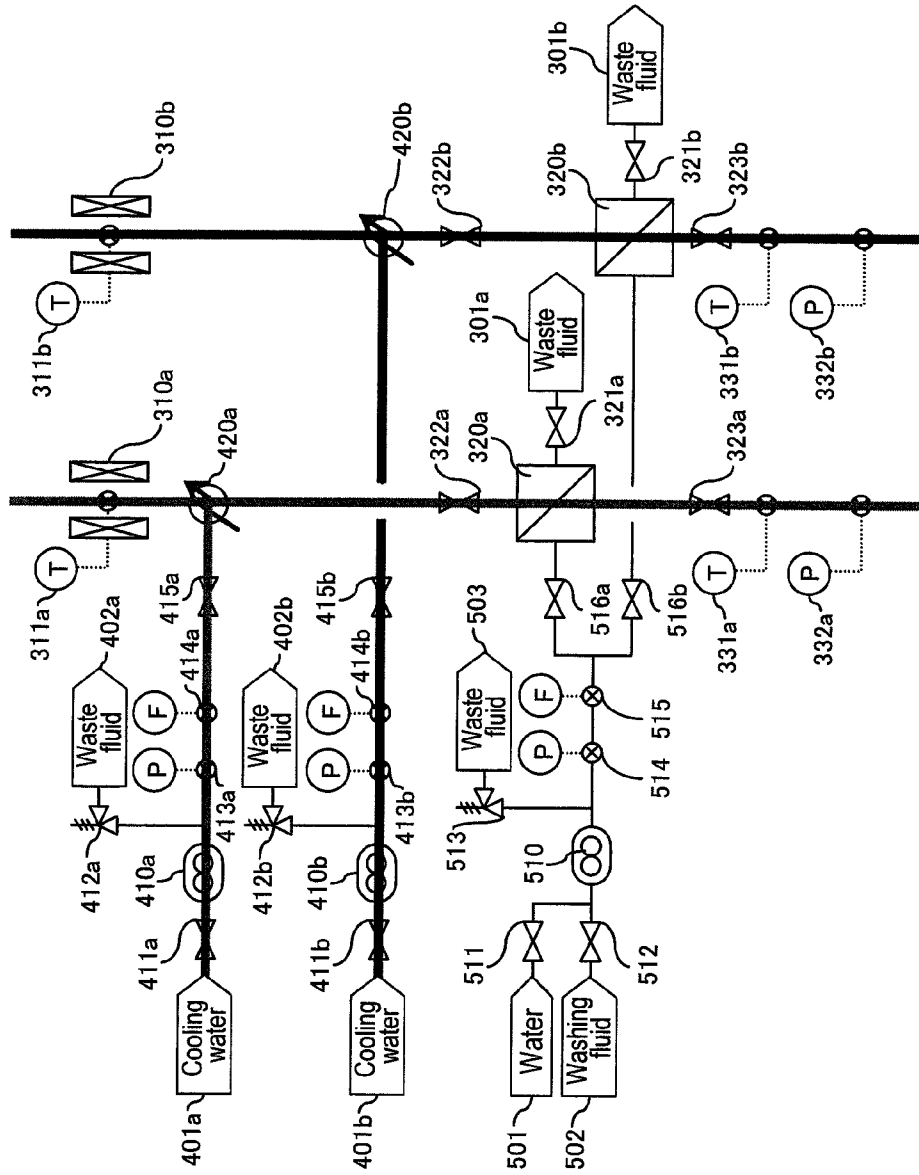 310b
311b
T
420b
322b
301b
Waste
fluid
320b
321b
323b
T
331b
P
332b
310a
311a
T
420a
322a
301a
Waste
fluid
320a
321a
323a
T
331a
P
332a
402a
Waste
fluid
412a
P
F
413a
414a
415a
410a
411a
Cooling
water
401a
402b
Waste
fluid
412b
P
F
413b
414b
415b
410b
411b
Cooling
water
401b
503
Waste
fluid
513
P
F
514
515
516a
516b
510
511
512
Water
501
Washing
fluid
502